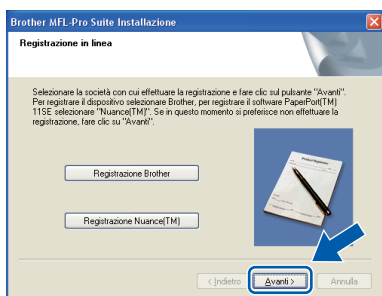 Brother MFL-Pro Suite Installazione
Registrazione in linea
Selezionare la società con cui effettuare la registrazione e fare clic sul pulsante "Avanti".
Per registrare il dispositivo selezionare Brother, per registrare il software PaperPort(TM)
11SE selezionare "Nuance(TM)". Se in questo momento si preferisce non effettuare la
registrazione, fare clic su "Avanti".
Registrazione Brother
Product Registration
Registrazione Nuance(TM)
< Indietro
Avanti >
Annulla